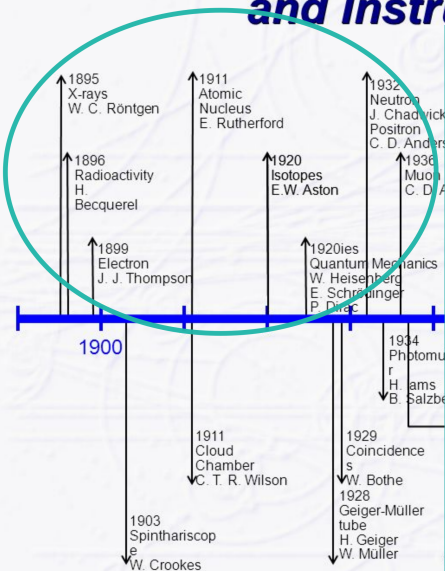 and Instru
1895
X-rays
W. C. Röntgen
1911
Atomic
Nucleus
E. Rutherford
1932
Neutron
J. Chadwick
Positron
C. D. Anders
1896
Radioactivity
H.
Becquerel
1920
Isotopes
E.W. Aston
1936
Muon
C. D. A
1899
Electron
J. J. Thompson
1920ies
Quantum Mechanics
W. Heisenberg
E. Schrödinger
P. Dirac
1900
1934
Photomu
r
H. Iams
B. Salzbe
1911
Cloud
Chamber
C. T. R. Wilson
1929
Coincidence
s
W. Bothe
1928
Geiger-Müller
tube
H. Geiger
W. Müller
1903
Spinthariscop
e
W. Crookes